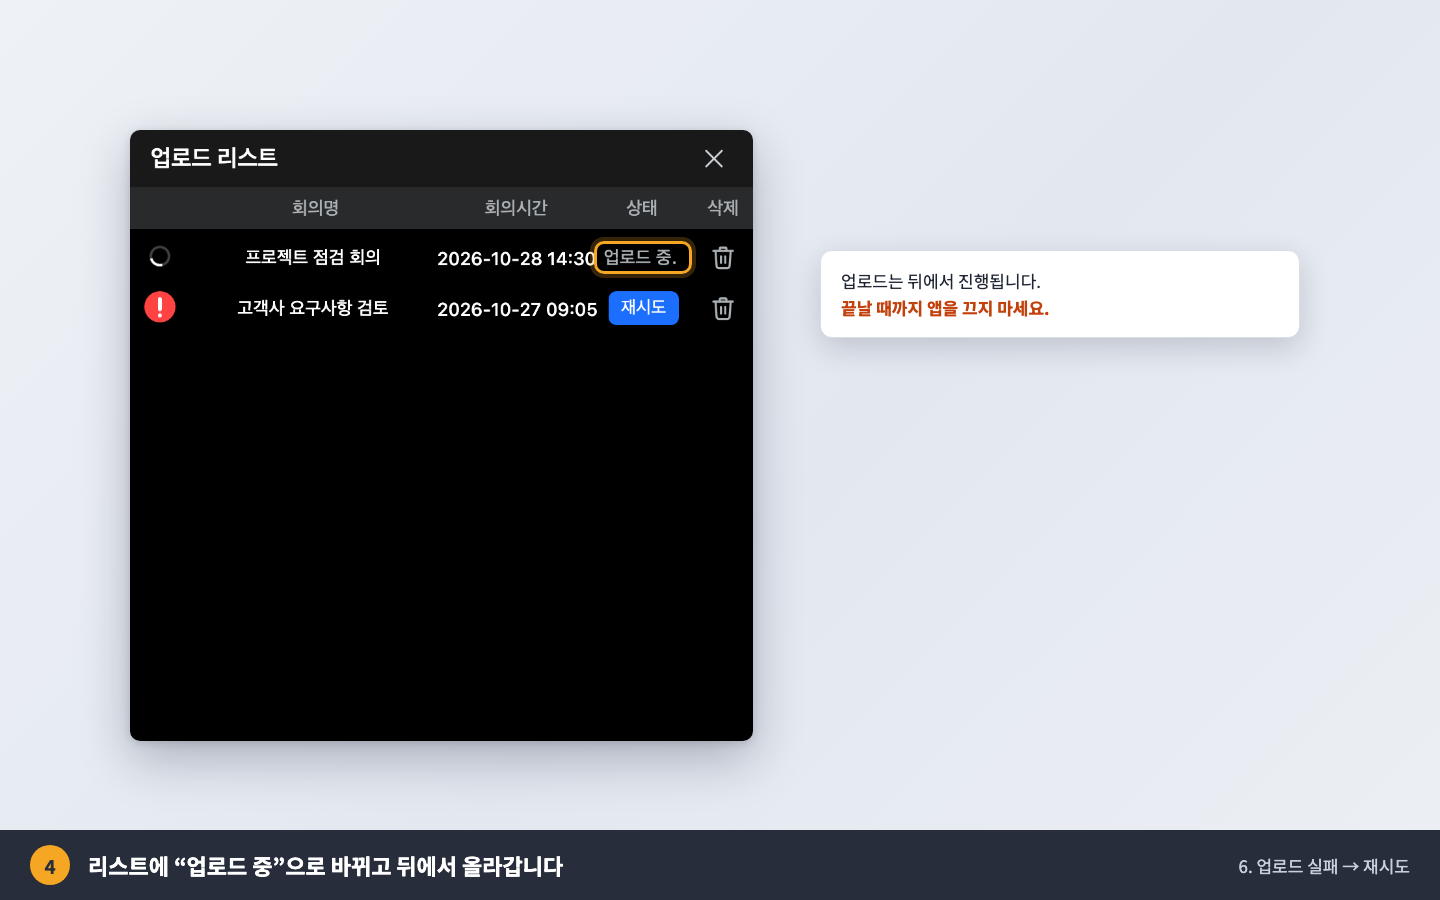 업로드 리스트
회의명 회의시간 상태 삭제
프로젝트 점검 회의 2026-10-28 14:30 업로드 중.
고객사 요구사항 검토 2026-10-27 09:05 재시도
업로드는 뒤에서 진행됩니다.
끝날 때까지 앱을 끄지 마세요.
4 리스트에 “업로드 중”으로 바뀌고 뒤에서 올라갑니다
6. 업로드 실패 → 재시도